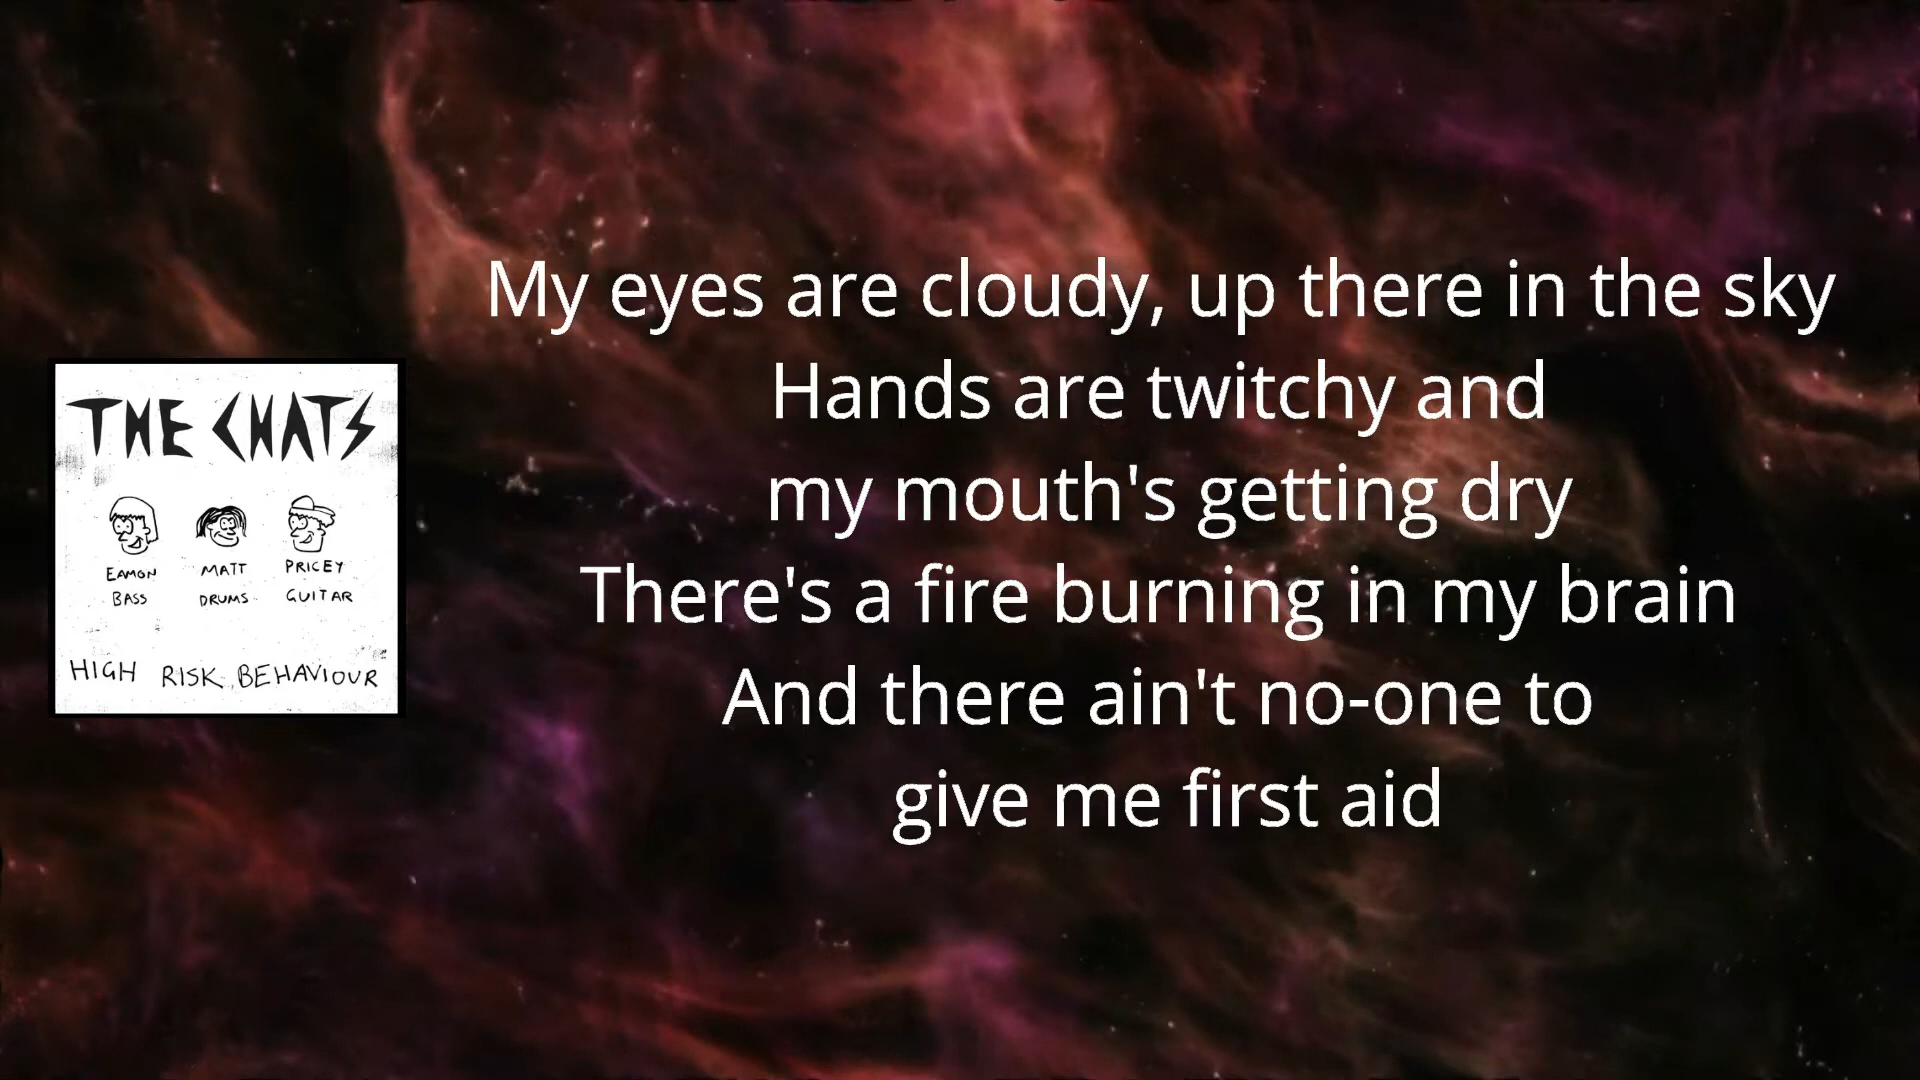 THE CHATS
EAMON MATT PRICEY
BASS DRUMS GUITAR
HIGH RISK BEHAVIOUR
My eyes are cloudy, up there in the sky
Hands are twitchy and
my mouth's getting dry
There's a fire burning in my brain
And there ain't no-one to
give me first aid